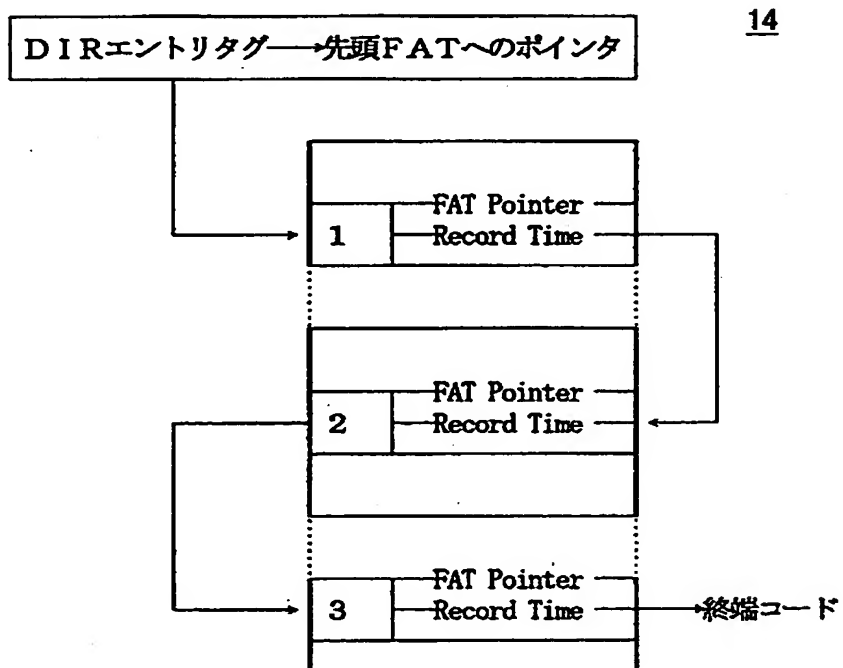 14
DIRエントリタグ→先頭FATへのポインタ
FAT Pointer
1 Record Time
FAT Pointer
2 Record Time
FAT Pointer
3 Record Time →終端コード